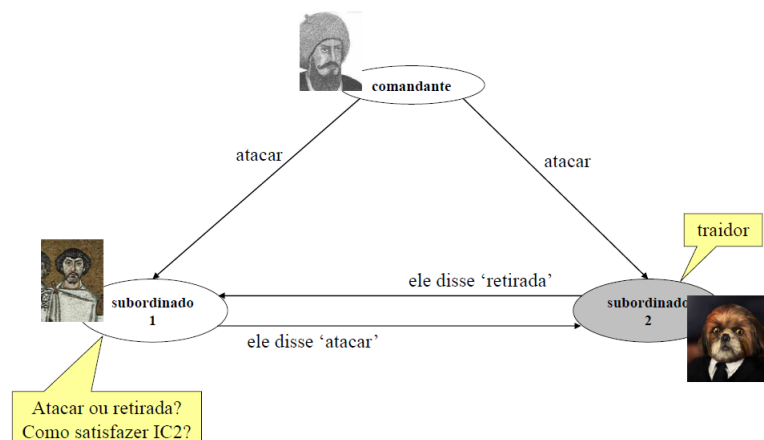 comandante
atacar
atacar
traidor
ele disse ‘retirada’
subordinado
1
subordinado
2
ele disse ‘atacar’
Atacar ou retirada?
Como satisfazer IC2?